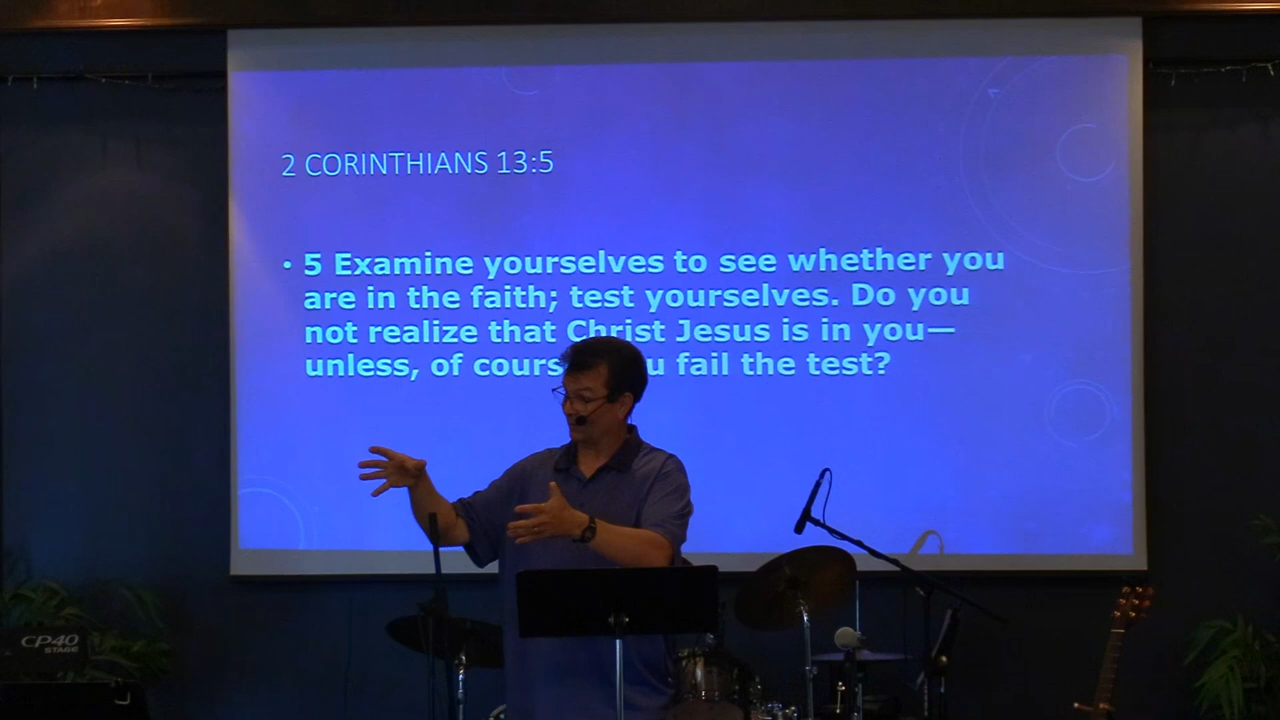 2 CORINTHIANS 13:5
• 5 Examine yourselves to see whether you
are in the faith; test yourselves. Do you
not realize that Christ Jesus is in you—
unless, of cours u fail the test?
CP40
STAGE